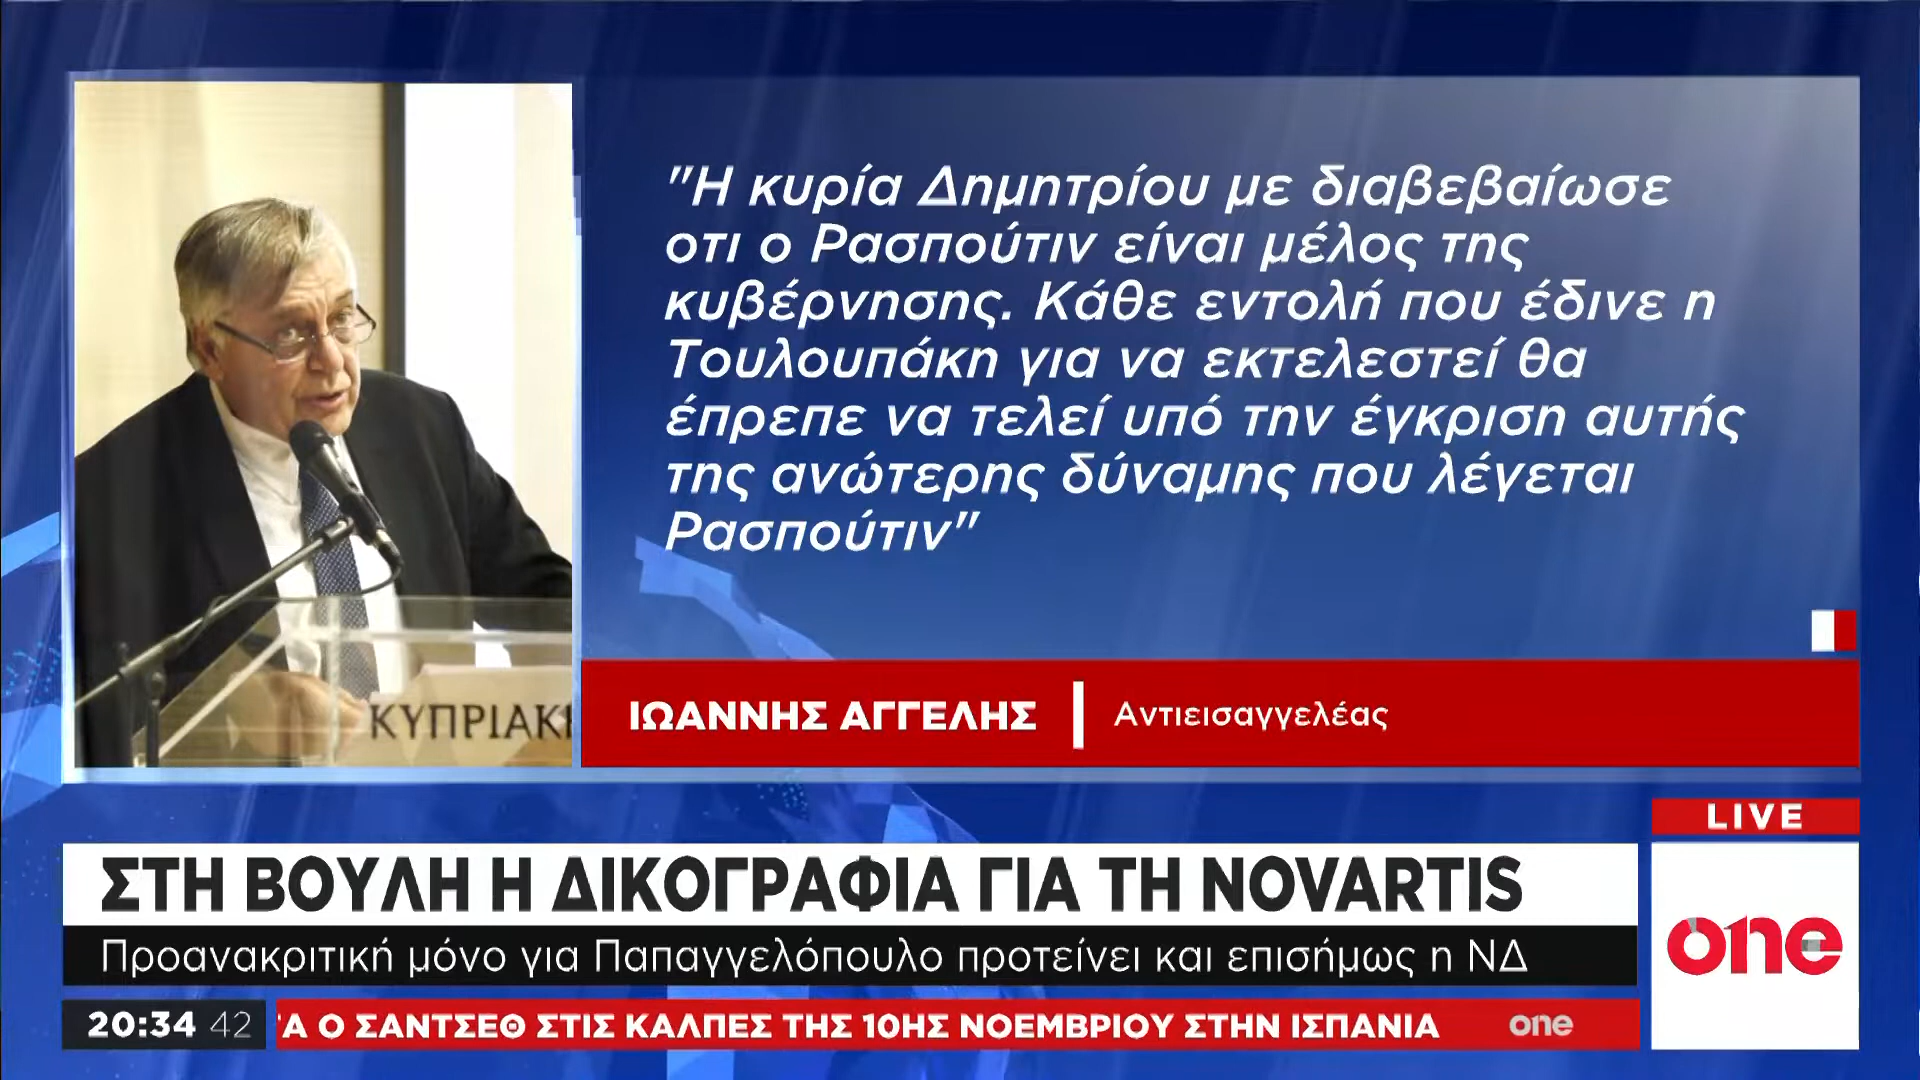 "Η κυρία Δημητρίου με διαβεβαίωσε
οτι ο Ρασπούτιν είναι μέλος της
κυβέρνησης. Κάθε εντολή που έδινε η
Τουλουπάκη για να εκτελεστεί θα
έπρεπε να τελεί υπό την έγκριση αυτής
της ανώτερης δύναμης που λέγεται
Ρασπούτιν"
ΚΥΠΡΙΑΚ
ΙΩΑΝΝΗΣ ΑΓΓΕΛΗΣ | Αντιεισαγγελέας
LIVE
ΣΤΗ ΒΟΥΛΗ Η ΔΙΚΟΓΡΑΦΙΑ ΓΙΑ ΤΗ NOVARTIS
Προανακριτική μόνο για Παπαγγελόπουλο προτείνει και επισήμως η ΝΔ
one
20:34 42
Α Ο ΣΑΝΤΣΕΘ ΣΤΙΣ ΚΑΛΠΕΣ ΤΗΣ 10ΗΣ ΝΟΕΜΒΡΙΟΥ ΣΤΗΝ ΙΣΠΑΝΙΑ one